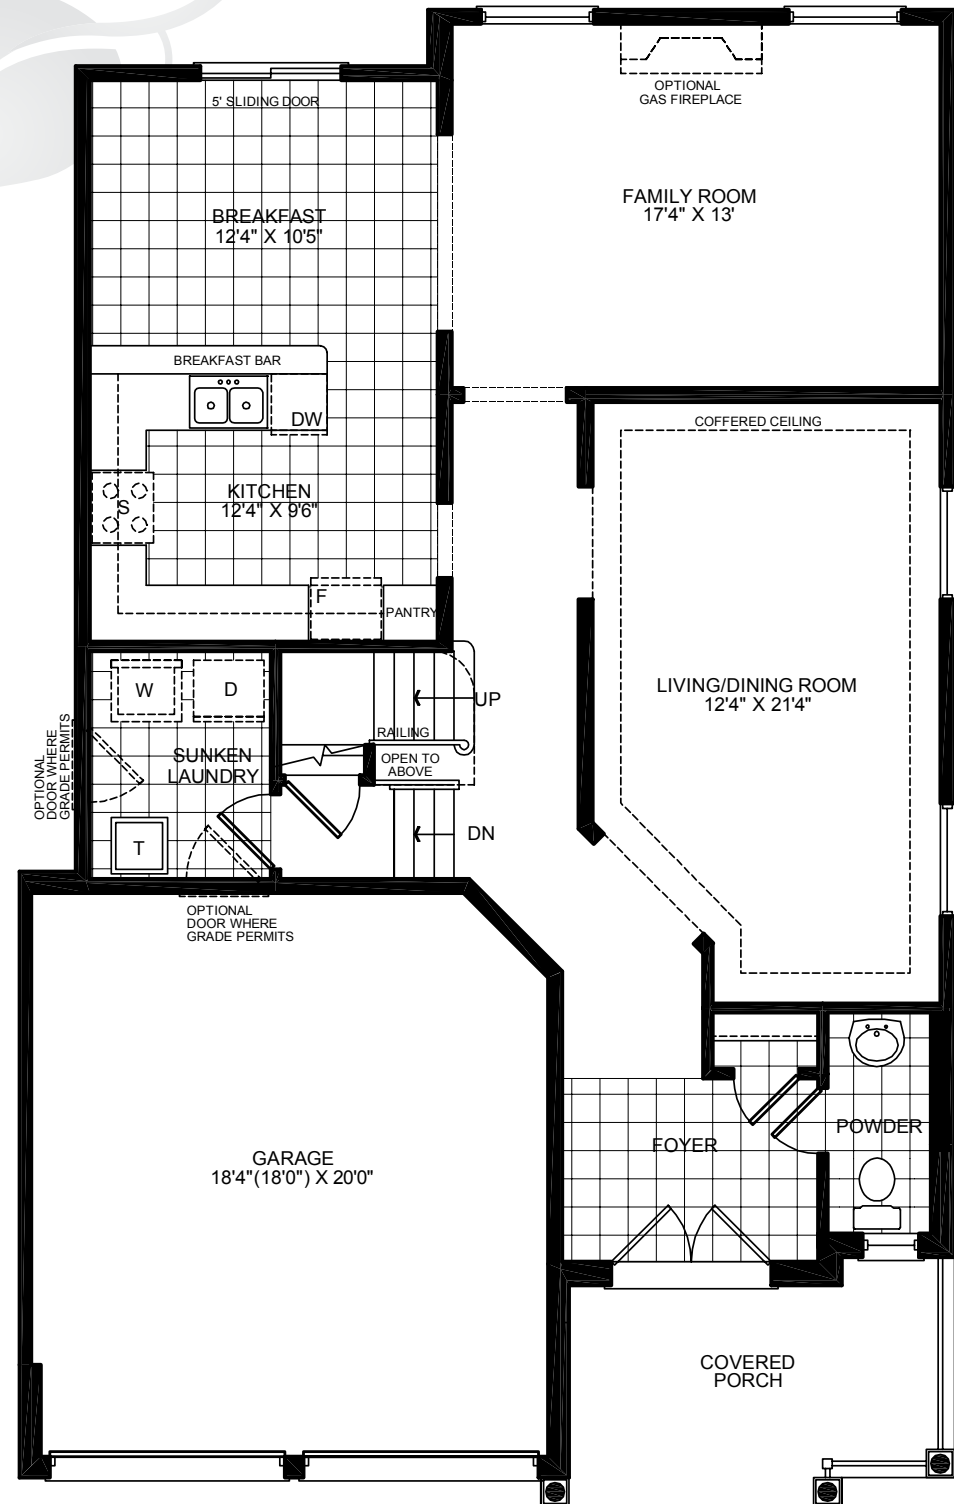 5' SLIDING DOOR
OPTIONAL
GAS FIREPLACE
FAMILY ROOM
17'4" X 13'
BREAKFAST
12'4" X 10'5"
BREAKFAST BAR
DW
COFFERED CEILING
KITCHEN
12'4" X 9'6"
S
F
PANTRY
W
D
UP
LIVING/DINING ROOM
12'4" X 21'4"
RAILING
OPEN TO
ABOVE
SUNKEN
LAUNDRY
OPTIONAL
DOOR WHERE
GRADE PERMITS
DN
T
OPTIONAL
DOOR WHERE
GRADE PERMITS
POWDER
FOYER
GARAGE
18'4"(18'0") X 20'0"
COVERED
PORCH